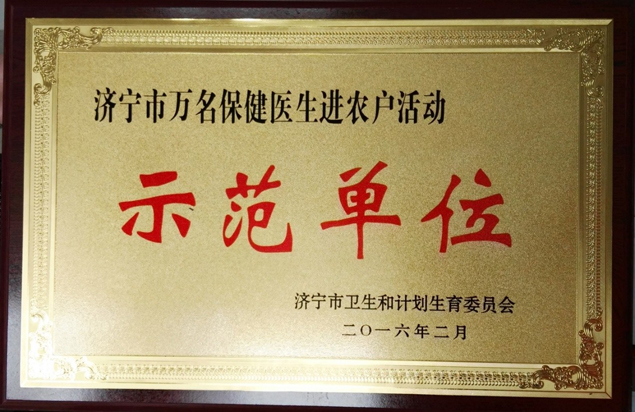 济宁市万名保健医生进农户活动
示范单位
济宁市卫生和计划生育委员会
二〇一六年二月